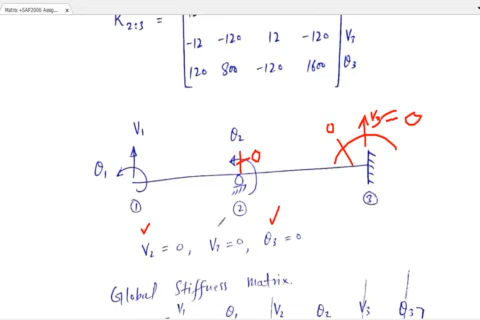 Matrix +SAP2000 Assig...
K2:3 =
-12 -120 12 -120 V2
120 800 -120 1600 θ3
V1 θ2 V3 = 0
θ1 0 0
① ② ③
V2 = 0, V3 = 0, θ3 = 0
Global Stiffness matrix.
V1 θ1 V2 θ2 V3 θ3